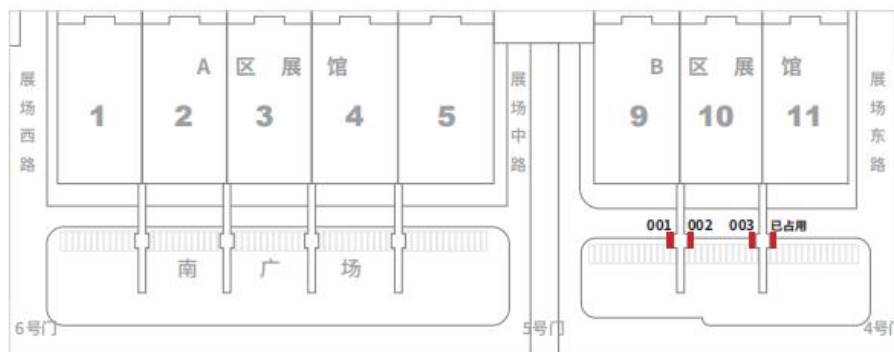 A 区 展 馆
B 区 展 馆
展场西路
1
2
3
4
5
展场中路
9
10
11
展场东路
001
002
003
已占用
南 广 场
6号门
5号门
4号门